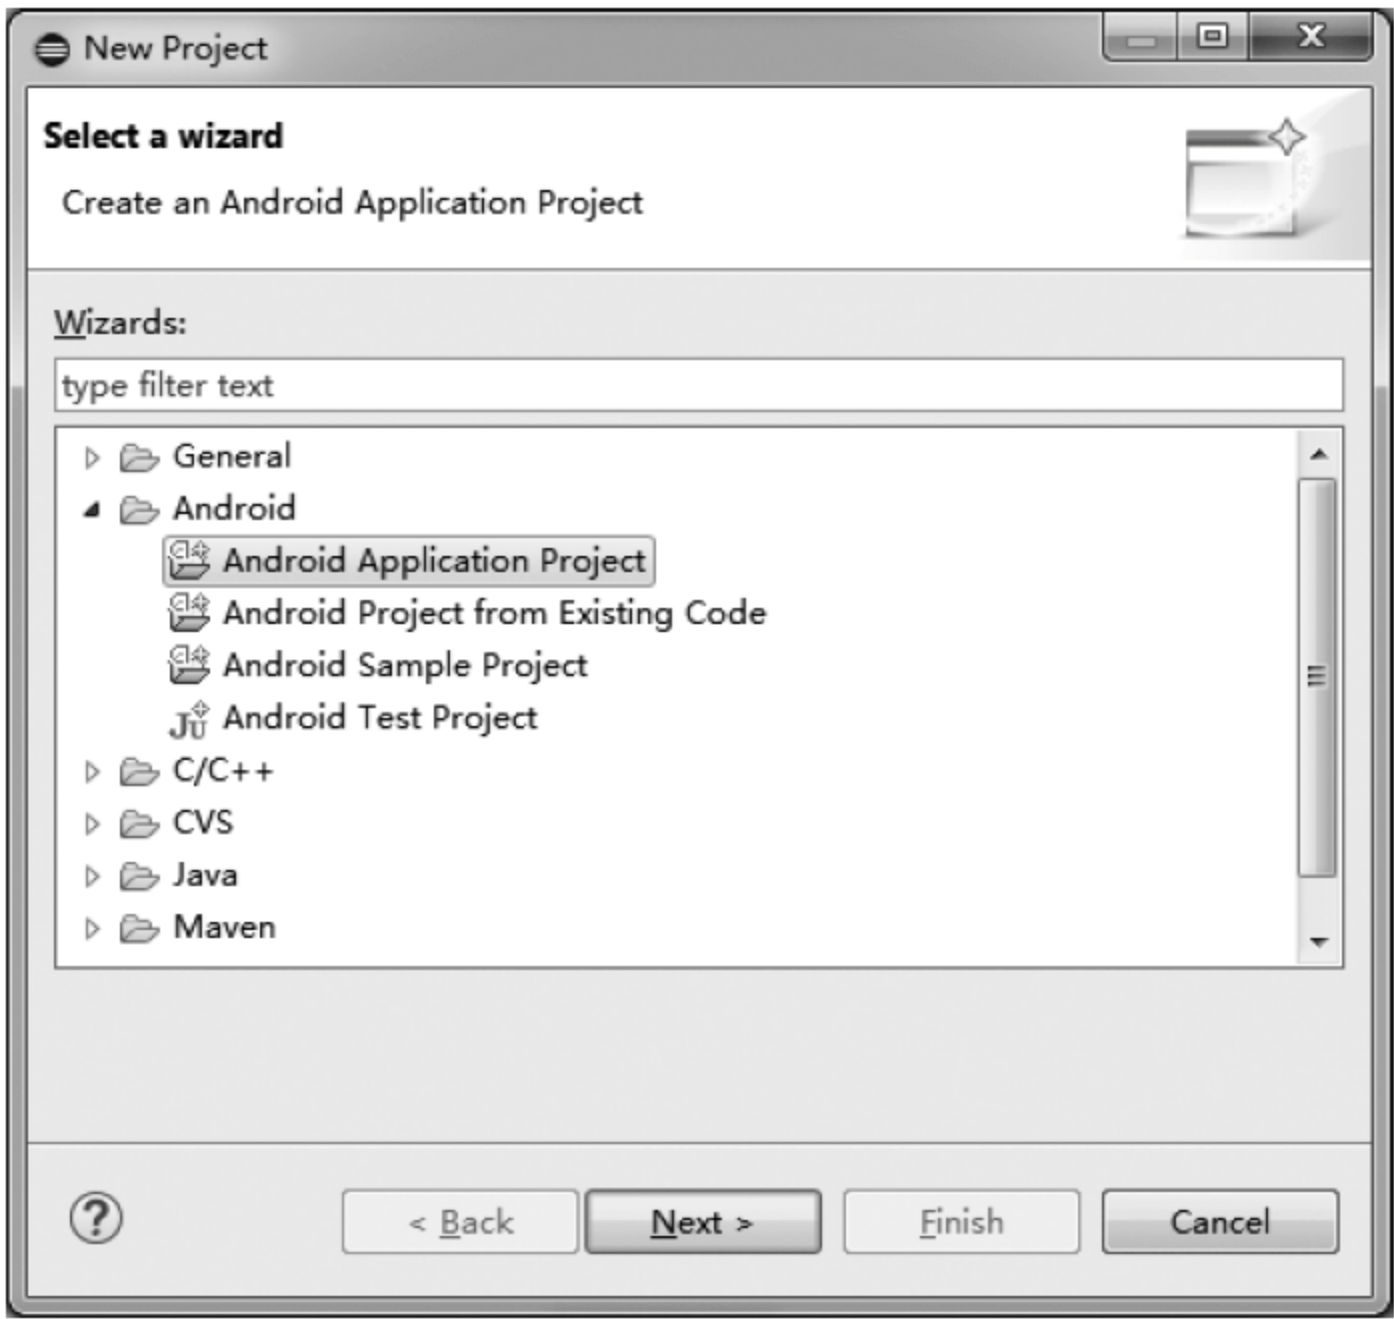 New Project
Select a wizard
Create an Android Application Project
Wizards:
type filter text
General
Android
Android Application Project
Android Project from Existing Code
Android Sample Project
Android Test Project
C/C++
CVS
Java
Maven
< Back Next > Finish Cancel